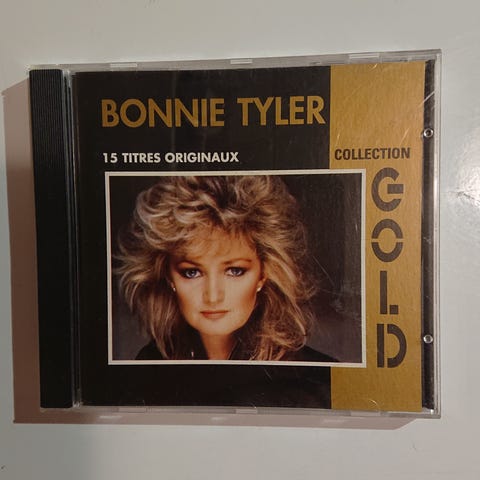 BONNIE TYLER
15 TITRES ORIGINAUX
COLLECTION
GOLD